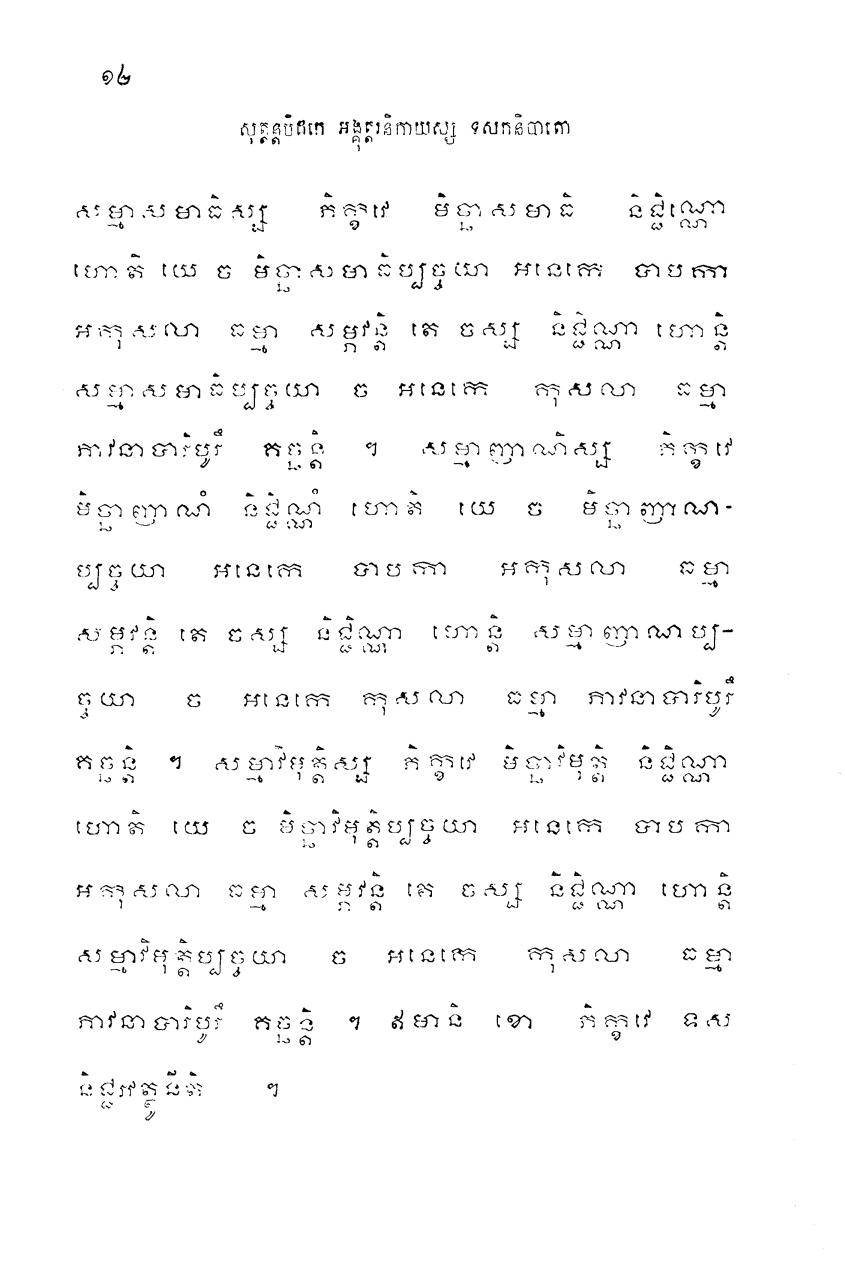 ១២
សុត្តន្តបិដកេ អង្គុត្តរនិកាយស្ស ទសកនិបាតោ
សម្មាសមាធិស្ស ភិក្ខវេ មិច្ឆាសមាធិ និជ្ជិណ្ណោ
ហោតិ យេ ច មិច្ឆាសមាធិប្បច្ចយា អនេកេ បាបកា
អកុសលា ធម្មា សម្ភវន្តិ តេ ចស្ស និជ្ជិណ្ណា ហោន្តិ
សម្មាសមាធិប្បច្ចយា ច អនេកេ កុសលា ធម្មា
ភាវនាបារិបូរឹ គច្ឆន្តិ ។ សម្មាញាណិស្ស ភិក្ខវេ
មិច្ឆាញាណំ និជ្ជិណ្ណំ ហោតិ យេ ច មិច្ឆាញាណ-
ប្បច្ចយា អនេកេ បាបកា អកុសលា ធម្មា
សម្ភវន្តិ តេ ចស្ស និជ្ជិណ្ណា ហោន្តិ សម្មាញាណប្ប-
ច្ចយា ច អនេកេ កុសលា ធម្មា ភាវនាបារិបូរឹ
គច្ឆន្តិ ។ សម្មាវិមុត្តិស្ស ភិក្ខវេ មិច្ឆាវិមុត្តិ និជ្ជិណ្ណា
ហោតិ យេ ច មិច្ឆាវិមុត្តិប្បច្ចយា អនេកេ បាបកា
អកុសលា ធម្មា សម្ភវន្តិ តេ ចស្ស និជ្ជិណ្ណា ហោន្តិ
សម្មាវិមុត្តិប្បច្ចយា ច អនេកេ កុសលា ធម្មា
ភាវនាបារិបូរឹ គច្ឆន្តិ ។ ឥមានិ ខោ ភិក្ខវេ ទស
និជ្ជរវត្ថូនីតិ ។